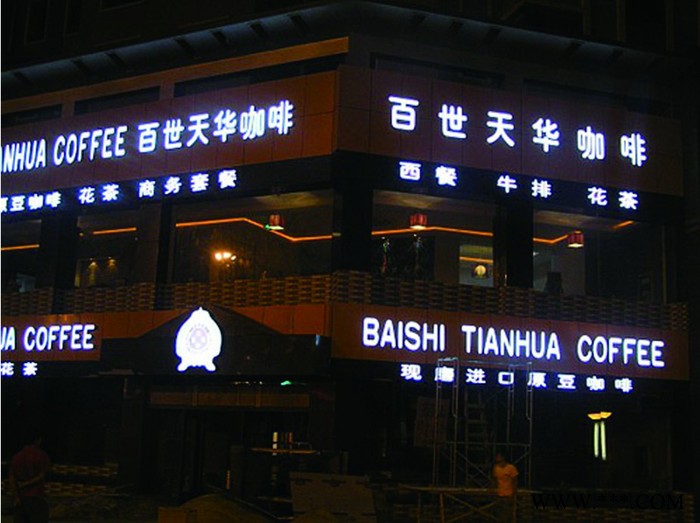 ANHUA COFFEE 百世天华咖啡
原豆咖啡 花茶 商务套餐
百世天华咖啡
西餐 牛排 花茶
UA COFFEE
花茶
BAISHI TIANHUA COFFEE
现磨进口原豆咖啡